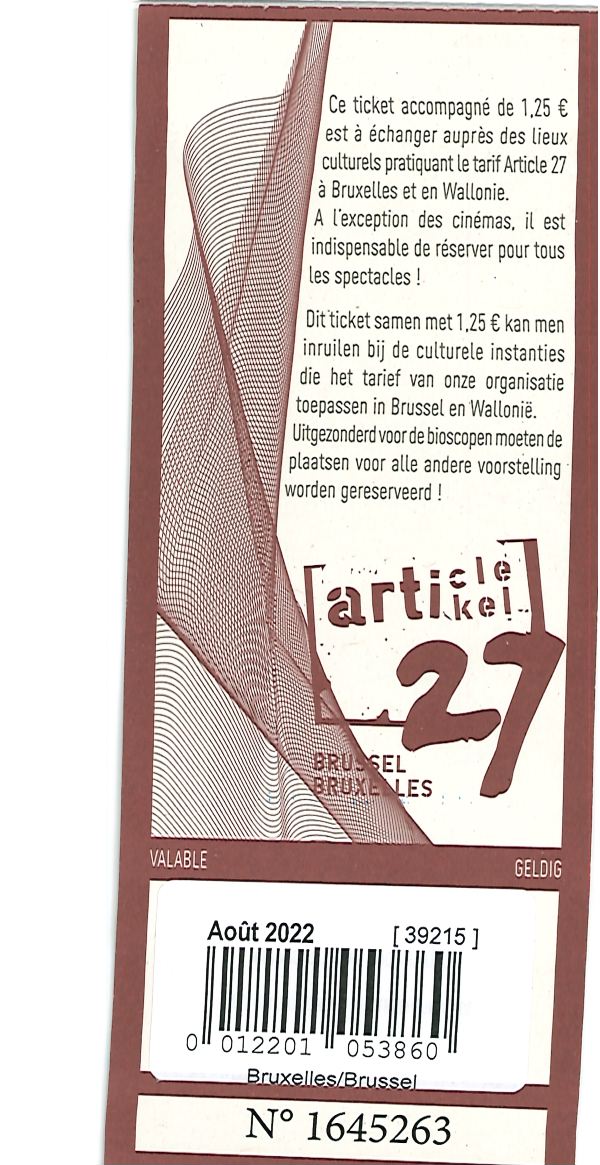 Ce ticket accompagné de 1,25 €
est à échanger auprès des lieux
culturels pratiquant le tarif Article 27
à Bruxelles et en Wallonie.
A l'exception des cinémas, il est
indispensable de réserver pour tous
les spectacles !
Dit ticket samen met 1,25 € kan men
inruilen bij de culturele instanties
die het tarief van onze organisatie
toepassen in Brussel en Wallonië.
Uitgezonderd voor de bioscopen moeten de
plaatsen voor alle andere voorstelling
worden gereserveerd !
[article
kel]
27
BRUSSEL
BRUXELLES
VALABLE GELDIG
Août 2022 [ 39215 ]
0 012201 053860
Bruxelles/Brussel
N° 1645263